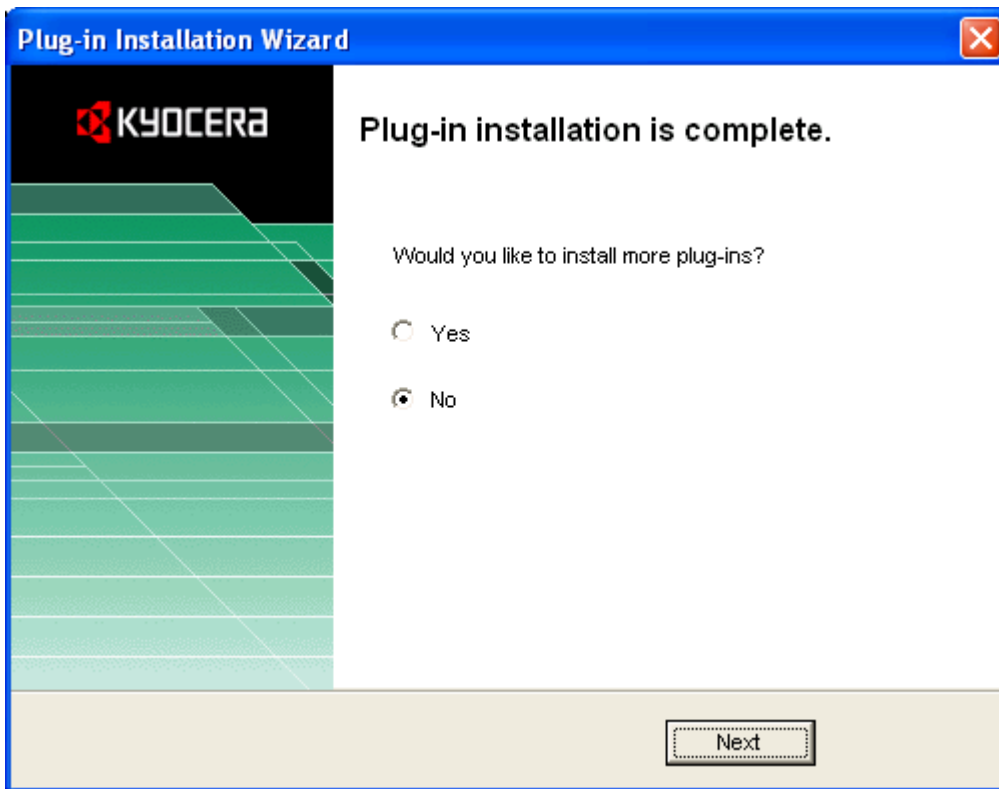 Plug-in Installation Wizard
KYOCERA
Plug-in installation is complete.
Would you like to install more plug-ins?
Yes
No
Next